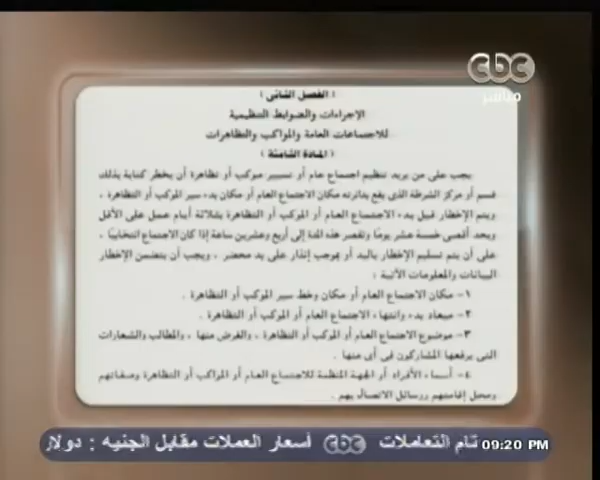 cbc
مباشر
( الفصل الثانى )
الإجراءات والضوابط التنظيمية
للاجتماعات العامة والمواكب والتظاهرات
( المادة الثامنة )
يجب على من يريد تنظيم اجتماع عام أو تسيير موكب أو تظاهرة أن يخطر كتابة بذلك
قسم أو مركز الشرطة الذى يقع بدائرته مكان الاجتماع العام أو مكان بدء سير الموكب أو التظاهرة ،
ويتم الإخطار قبل بدء الاجتماع العام أو الموكب أو التظاهرة بثلاثة أيام عمل على الأقل
وبحد أقصى خمسة عشر يومًا وتقصر هذه المدة إلى أربع وعشرين ساعة إذا كان الاجتماع انتخابيًا ،
على أن يتم تسليم الإخطار باليد أو بموجب إنذار على يد محضر ، ويجب أن يتضمن الإخطار
البيانات والمعلومات الآتية :
١- مكان الاجتماع العام أو مكان وخط سير الموكب أو التظاهرة .
٢- ميعاد بدء وانتهاء الاجتماع العام أو الموكب أو التظاهرة .
٣- موضوع الاجتماع العام أو الموكب أو التظاهرة ، والغرض منها ، والمطالب والشعارات
التى يرفعها المشاركون فى أى منها .
٤- أسماء الأفراد أو الجهة المنظمة للاجتماع العام أو المواكب أو التظاهرة وصفاتهم
ومحل إقامتهم ووسائل الاتصال بهم .
09:20 PM تام التعاملات cbc أسعار العملات مقابل الجنيه : دولار